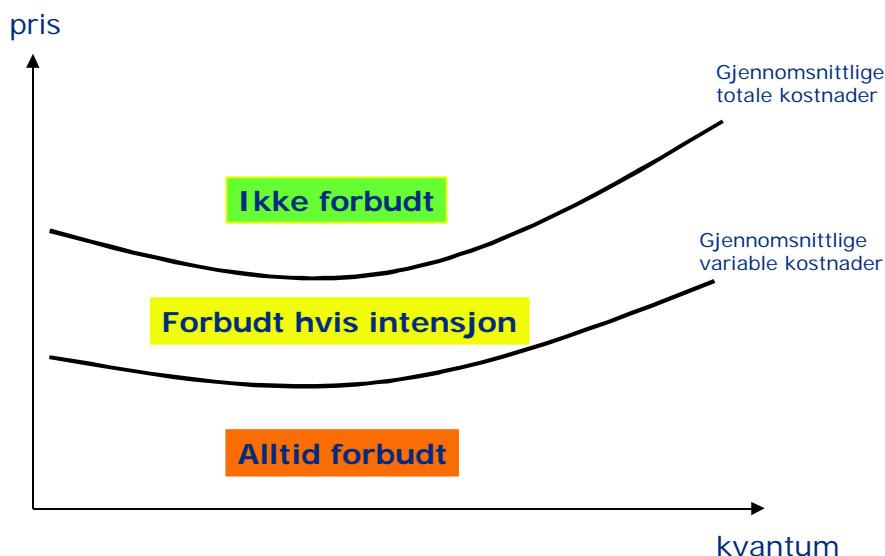 pris
Gjennomsnittlige
totale kostnader
Ikke forbudt
Gjennomsnittlige
variable kostnader
Forbudt hvis intensjon
Alltid forbudt
kvantum